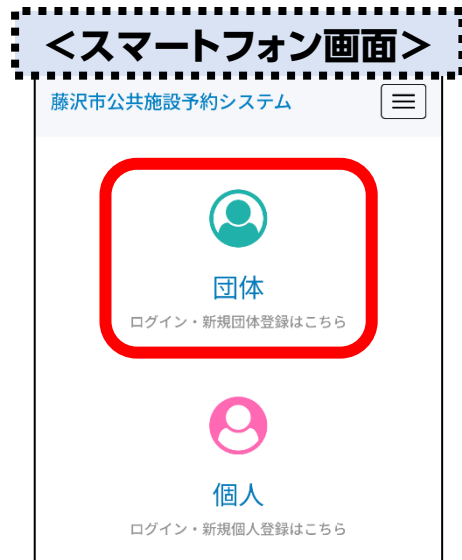 ＜スマートフォン画面＞
藤沢市公共施設予約システム
団体
ログイン・新規団体登録はこちら
個人
ログイン・新規個人登録はこちら